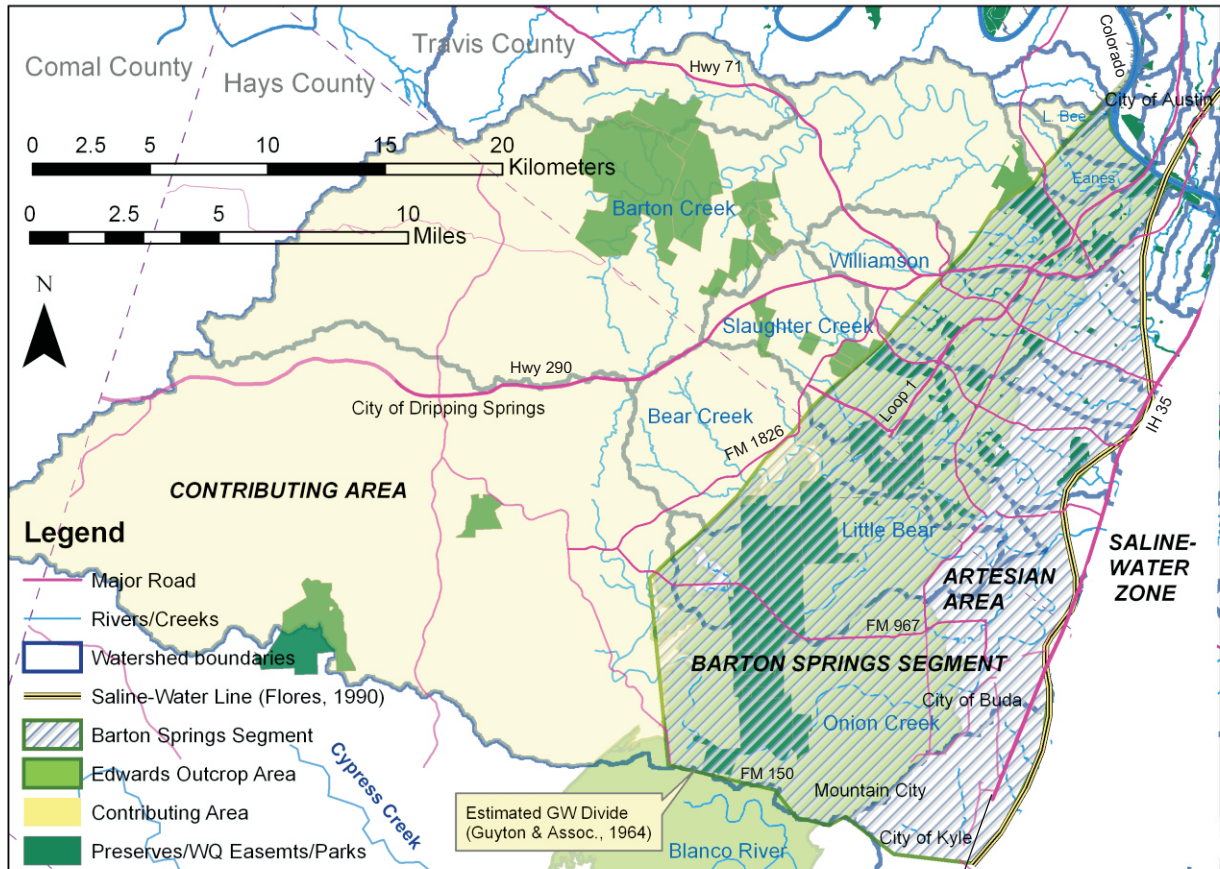 Travis County
Comal County
Hays County
Hwy 71
Colorado
City of Austin
L. Bee
Eanes
0 2.5 5 10 15 20
Kilometers
0 2.5 5 10
Miles
N
Barton Creek
Williamson
Slaughter Creek
Hwy 290
City of Dripping Springs
Bear Creek
FM 1826
Loop 1
IH 35
CONTRIBUTING AREA
Little Bear
SALINE-
WATER
ZONE
ARTESIAN
AREA
FM 967
BARTON SPRINGS SEGMENT
City of Buda
Onion Creek
FM 150
Mountain City
City of Kyle
Estimated GW Divide
(Guyton & Assoc., 1964)
Blanco River
Cypress Creek
Legend
Major Road
Rivers/Creeks
Watershed boundaries
Saline-Water Line (Flores, 1990)
Barton Springs Segment
Edwards Outcrop Area
Contributing Area
Preserves/WQ Easemts/Parks